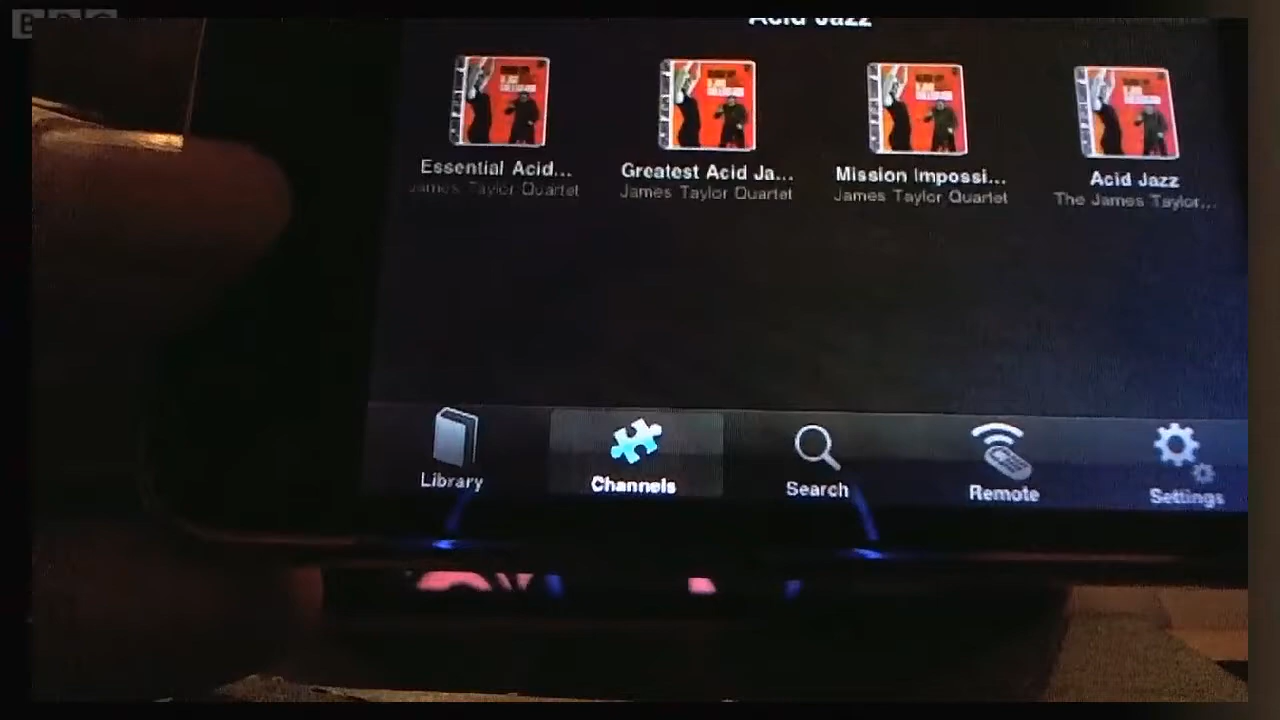 BBC
Acid Jazz
Essential Acid...
James Taylor Quartet
Greatest Acid Ja...
James Taylor Quartet
Mission Impossi...
James Taylor Quartet
Acid Jazz
The James Taylor...
Library
Channels
Search
Remote
Settings